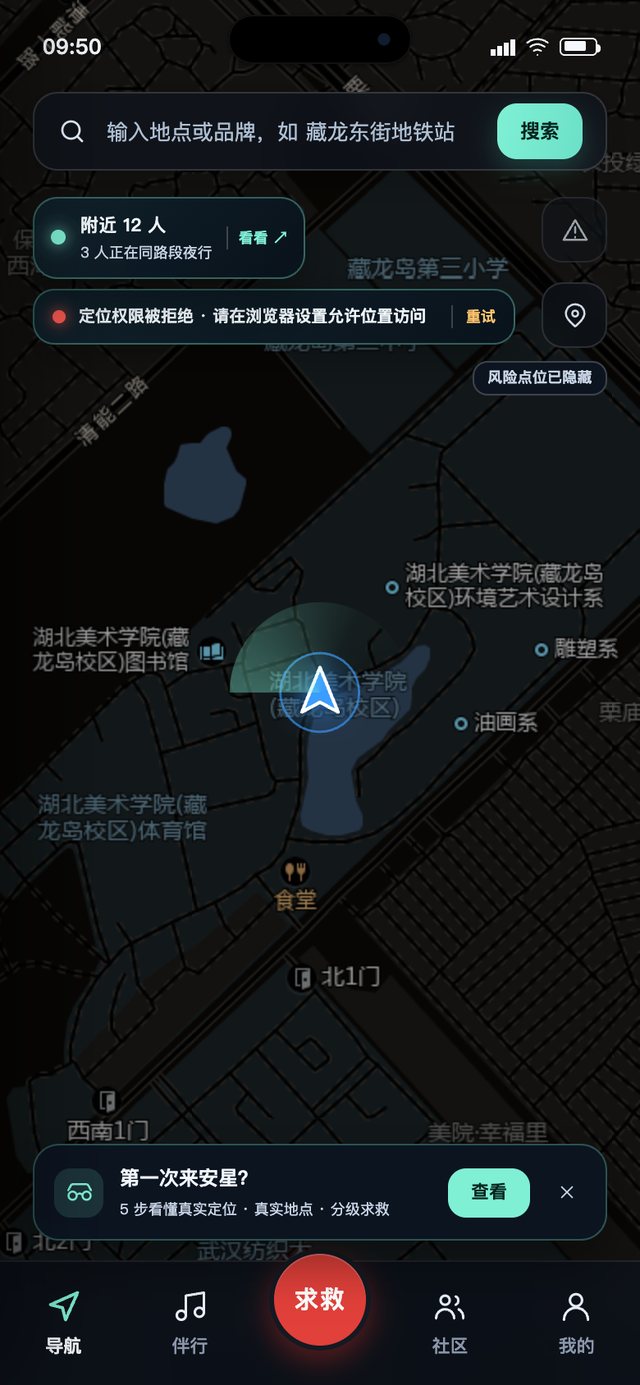 09:50
输入地点或品牌，如 藏龙东街地铁站
搜索
附近 12 人
3 人正在同路段夜行
看看 ↗
藏龙岛第三小学
定位权限被拒绝 · 请在浏览器设置允许位置访问
重试
风险点位已隐藏
清能二路
湖北美术学院(藏龙岛
校区)环境艺术设计系
湖北美术学院(藏
龙岛校区)图书馆
雕塑系
湖北美术学院
(藏龙岛校区)
油画系
栗庙
湖北美术学院(藏
龙岛校区)体育馆
食堂
北1门
西南1门
美院·幸福里
第一次来安星?
5 步看懂真实定位 · 真实地点 · 分级求救
查看
北2门
武汉纺织大
导航
伴行
求救
社区
我的